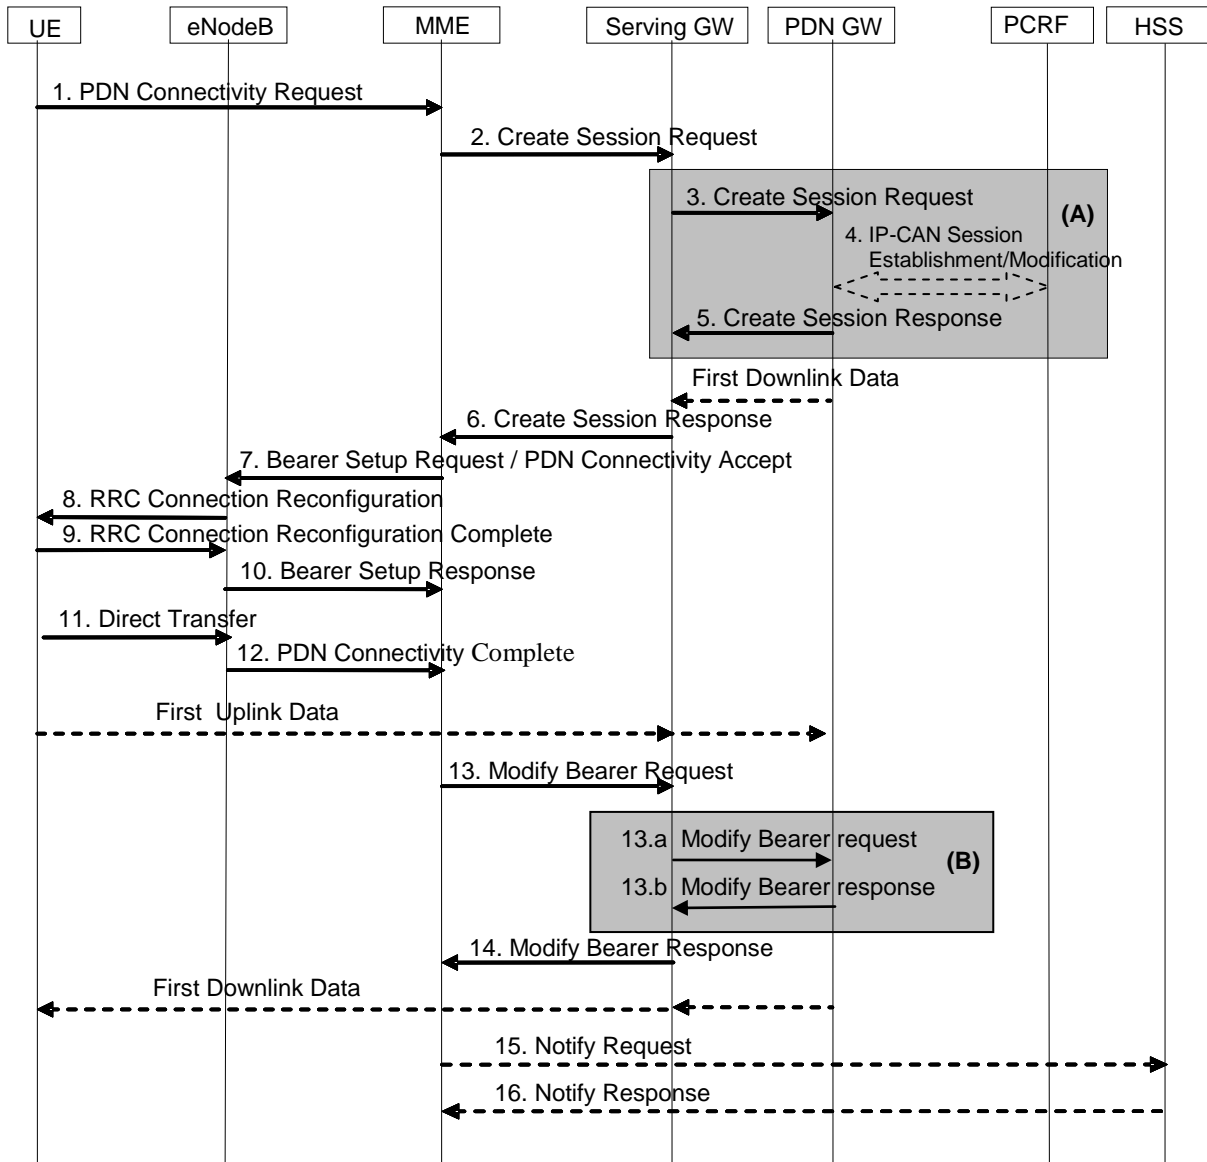 UE eNodeB MME Serving GW PDN GW PCRF HSS
1. PDN Connectivity Request
2. Create Session Request
3. Create Session Request
(A)
4. IP-CAN Session
Establishment/Modification
5. Create Session Response
First Downlink Data
6. Create Session Response
7. Bearer Setup Request / PDN Connectivity Accept
8. RRC Connection Reconfiguration
9. RRC Connection Reconfiguration Complete
10. Bearer Setup Response
11. Direct Transfer
12. PDN Connectivity Complete
First Uplink Data
13. Modify Bearer Request
13.a Modify Bearer request
(B)
13.b Modify Bearer response
14. Modify Bearer Response
First Downlink Data
15. Notify Request
16. Notify Response